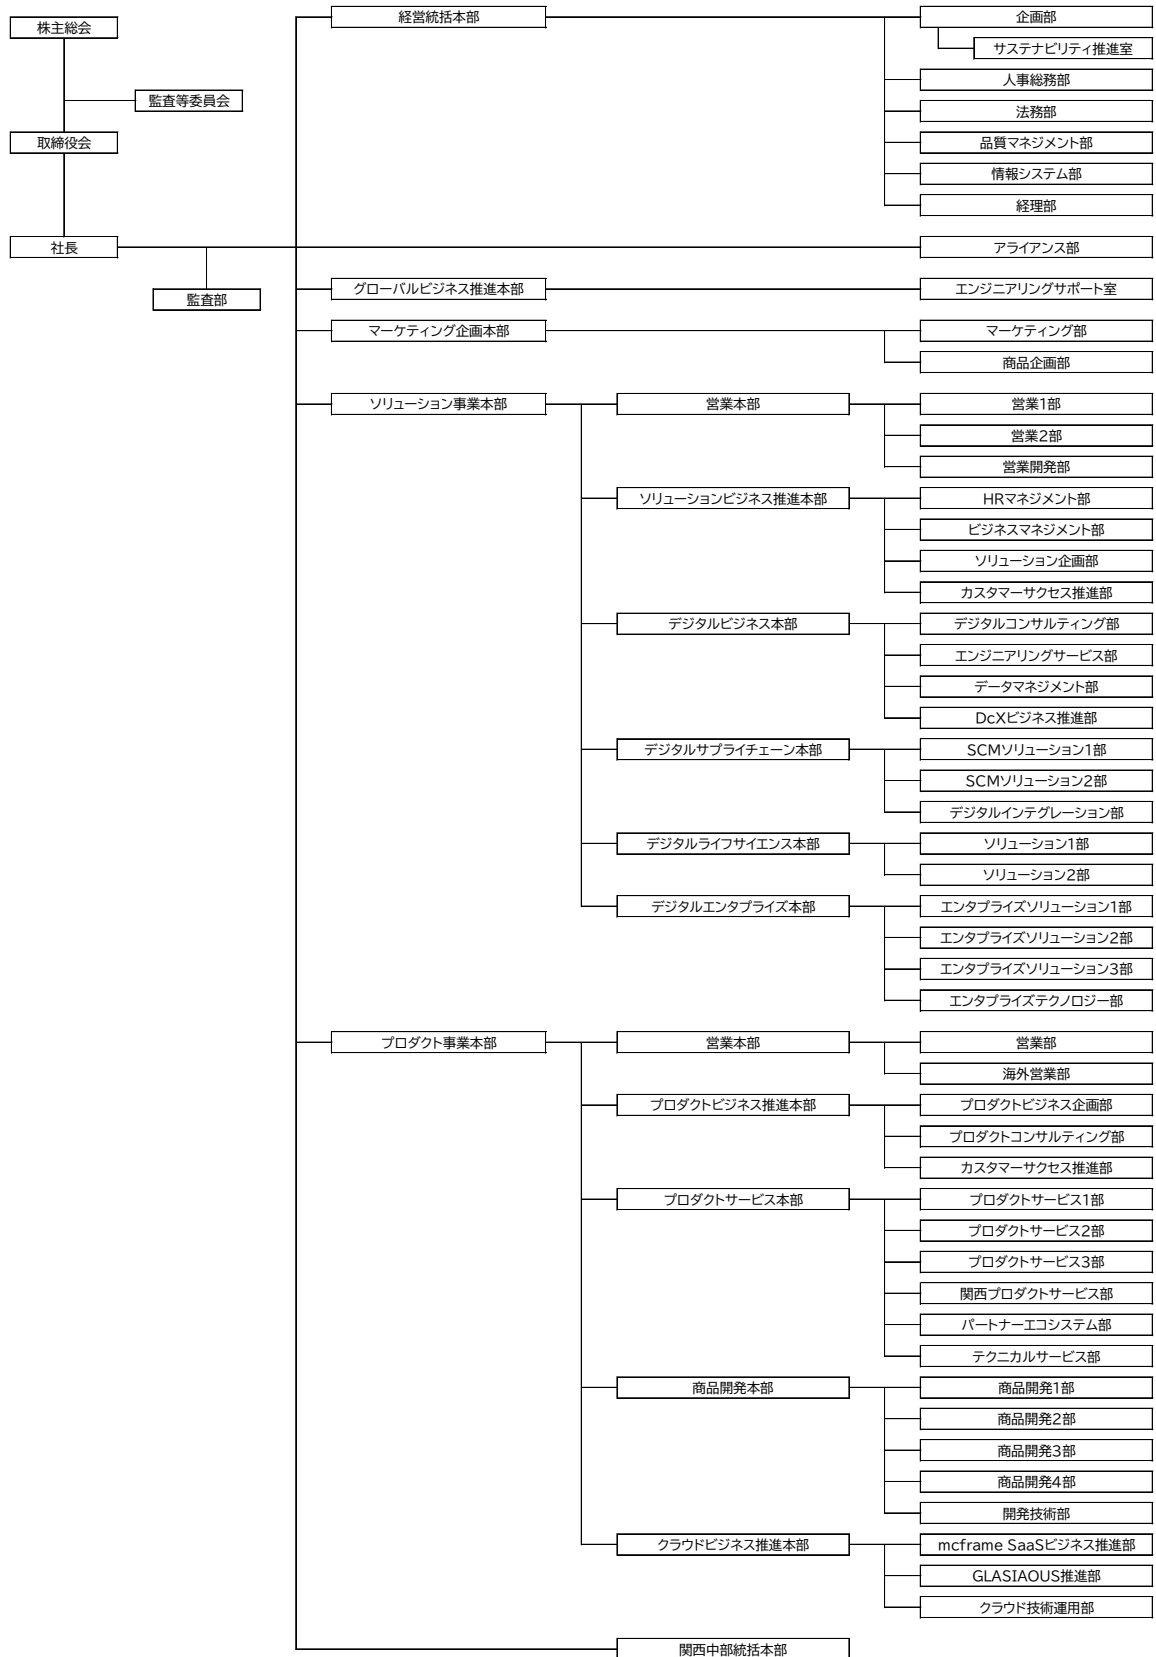 株主総会
監査等委員会
取締役会
社長
監査部
経営統括本部
企画部
サステナビリティ推進室
人事総務部
法務部
品質マネジメント部
情報システム部
経理部
アライアンス部
グローバルビジネス推進本部
エンジニアリングサポート室
マーケティング企画本部
マーケティング部
商品企画部
ソリューション事業本部
営業本部
営業1部
営業2部
営業開発部
ソリューションビジネス推進本部
HRマネジメント部
ビジネスマネジメント部
ソリューション企画部
カスタマーサクセス推進部
デジタルビジネス本部
デジタルコンサルティング部
エンジニアリングサービス部
データマネジメント部
DcXビジネス推進部
デジタルサプライチェーン本部
SCMソリューション1部
SCMソリューション2部
デジタルインテグレーション部
デジタルライフサイエンス本部
ソリューション1部
ソリューション2部
デジタルエンタプライズ本部
エンタプライズソリューション1部
エンタプライズソリューション2部
エンタプライズソリューション3部
エンタプライズテクノロジー部
プロダクト事業本部
営業本部
営業部
海外営業部
プロダクトビジネス推進本部
プロダクトビジネス企画部
プロダクトコンサルティング部
カスタマーサクセス推進部
プロダクトサービス本部
プロダクトサービス1部
プロダクトサービス2部
プロダクトサービス3部
関西プロダクトサービス部
パートナーエコシステム部
テクニカルサービス部
商品開発本部
商品開発1部
商品開発2部
商品開発3部
商品開発4部
開発技術部
クラウドビジネス推進本部
mcframe SaaSビジネス推進部
GLASIAOUS推進部
クラウド技術運用部
関西中部統括本部